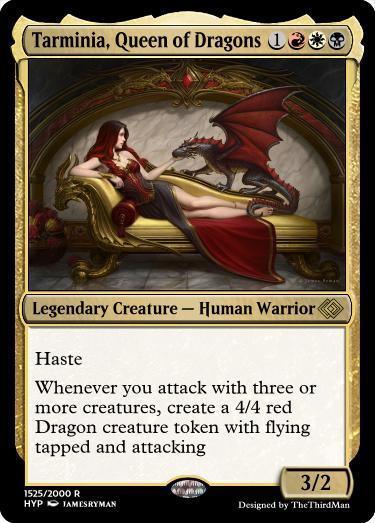 Tarminia, Queen of Dragons 1
Legendary Creature — Human Warrior
Haste
Whenever you attack with three or
more creatures, create a 4/4 red
Dragon creature token with flying
tapped and attacking
3/2
1525/2000 R
HYP JAMESRYMAN
Designed by TheThirdMan